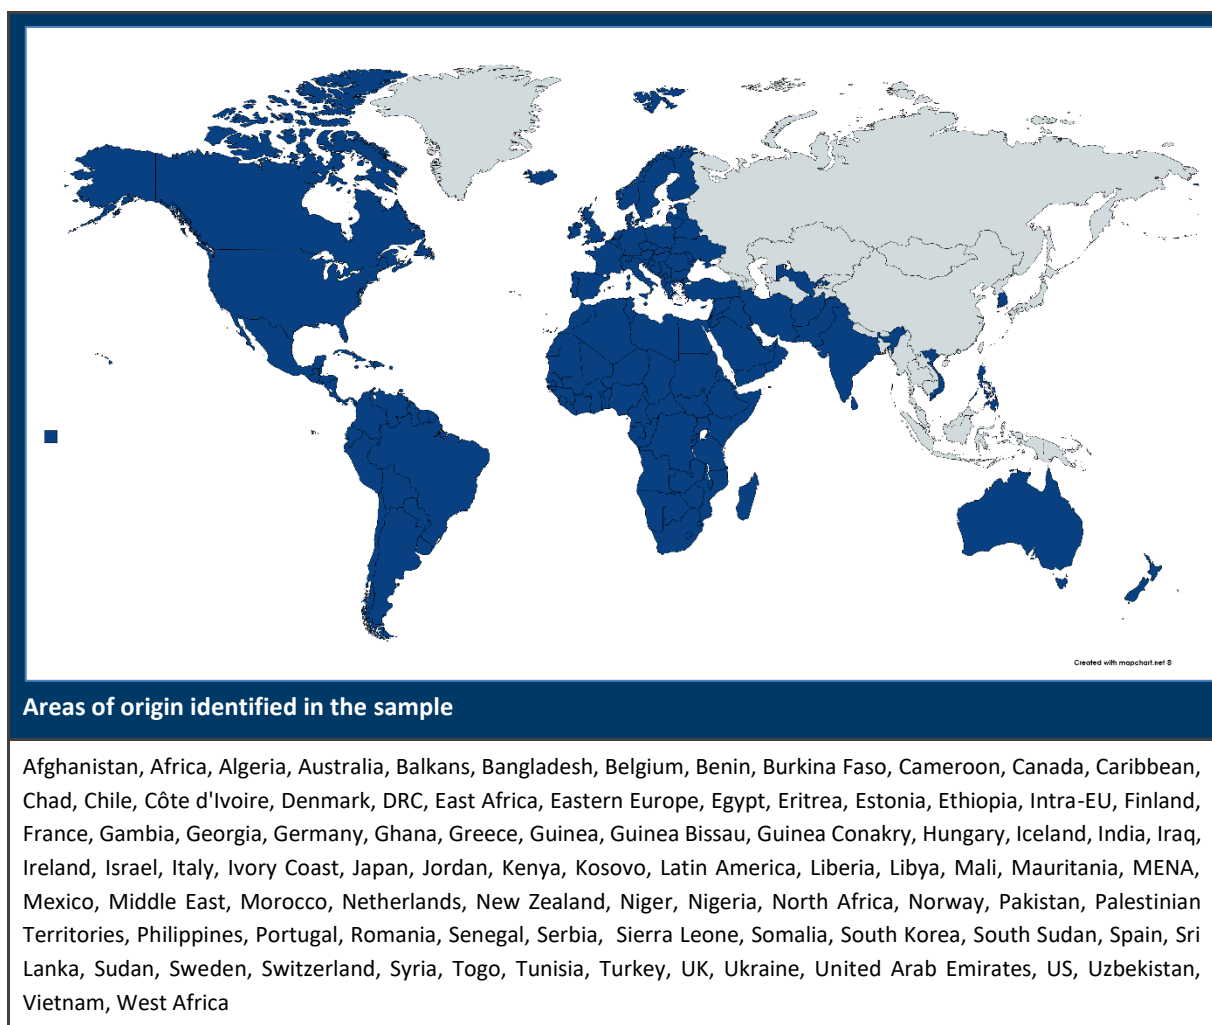 Created with mapchart.net ©
Areas of origin identified in the sample
Afghanistan, Africa, Algeria, Australia, Balkans, Bangladesh, Belgium, Benin, Burkina Faso, Cameroon, Canada, Caribbean,
Chad, Chile, Côte d'Ivoire, Denmark, DRC, East Africa, Eastern Europe, Egypt, Eritrea, Estonia, Ethiopia, Intra-EU, Finland,
France, Gambia, Georgia, Germany, Ghana, Greece, Guinea, Guinea Bissau, Guinea Conakry, Hungary, Iceland, India, Iraq,
Ireland, Israel, Italy, Ivory Coast, Japan, Jordan, Kenya, Kosovo, Latin America, Liberia, Libya, Mali, Mauritania, MENA,
Mexico, Middle East, Morocco, Netherlands, New Zealand, Niger, Nigeria, North Africa, Norway, Pakistan, Palestinian
Territories, Philippines, Portugal, Romania, Senegal, Serbia, Sierra Leone, Somalia, South Korea, South Sudan, Spain, Sri
Lanka, Sudan, Sweden, Switzerland, Syria, Togo, Tunisia, Turkey, UK, Ukraine, United Arab Emirates, US, Uzbekistan,
Vietnam, West Africa